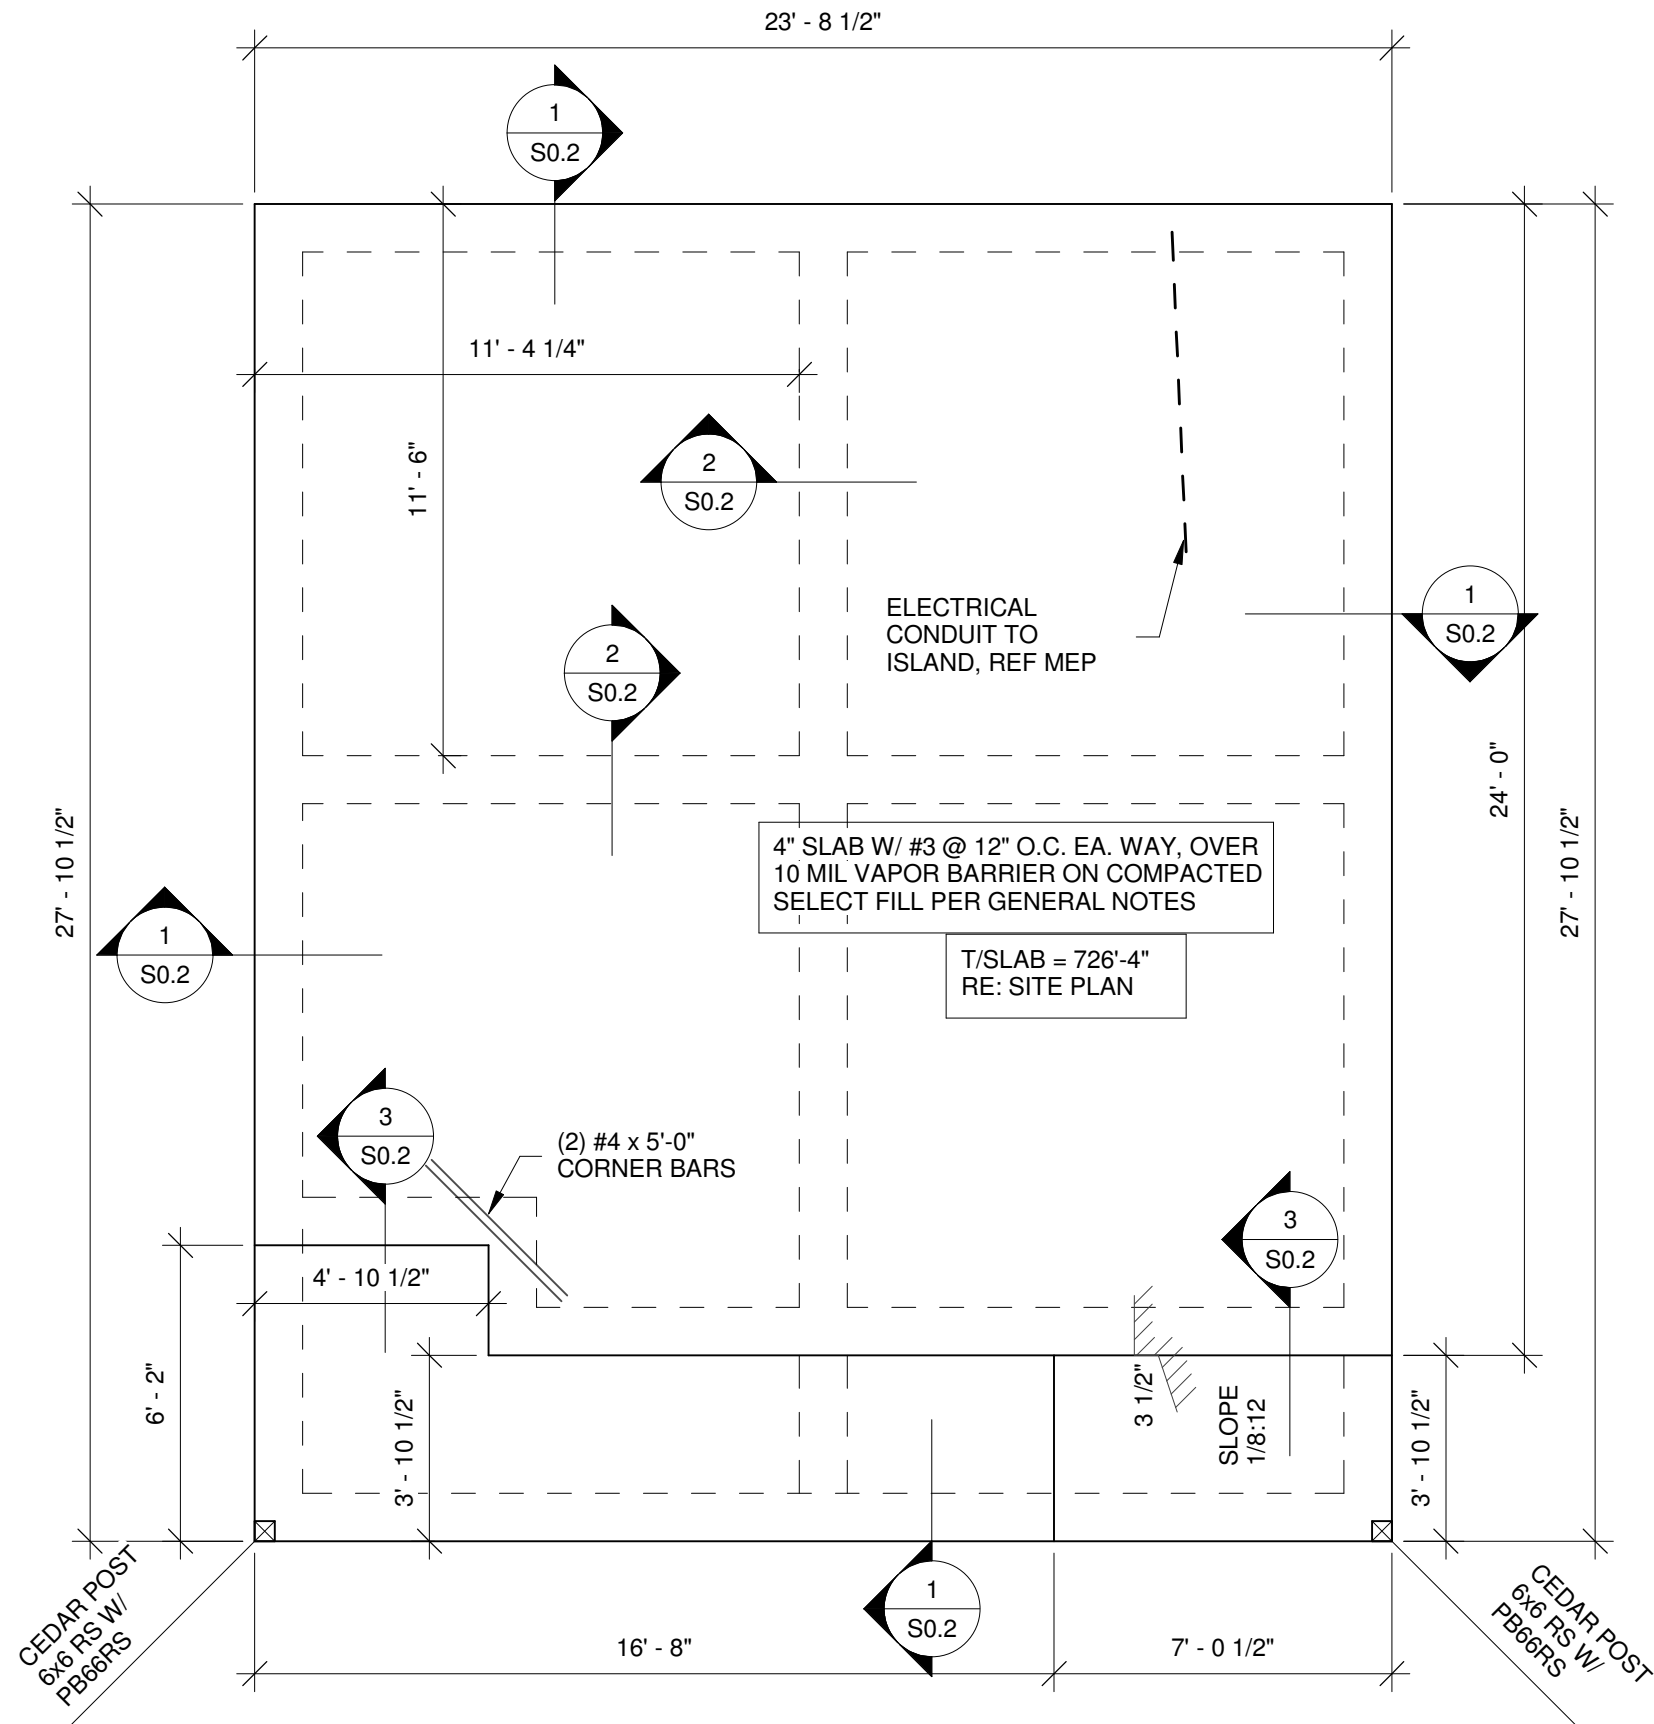 23' - 8 1/2"
1
S0.2
11' - 4 1/4"
11' - 6"
2
S0.2
2
S0.2
ELECTRICAL
CONDUIT TO
ISLAND, REF MEP
1
S0.2
24' - 0"
27' - 10 1/2"
27' - 10 1/2"
4" SLAB W/ #3 @ 12" O.C. EA. WAY, OVER
10 MIL VAPOR BARRIER ON COMPACTED
SELECT FILL PER GENERAL NOTES
T/SLAB = 726'-4"
RE: SITE PLAN
1
S0.2
3
S0.2
(2) #4 x 5'-0"
CORNER BARS
3
S0.2
4' - 10 1/2"
6' - 2"
3' - 10 1/2"
3 1/2"
SLOPE
1/8:12
3' - 10 1/2"
CEDAR POST
6x6 RS W/
PB66RS
1
S0.2
CEDAR POST
6x6 RS W/
PB66RS
16' - 8"
7' - 0 1/2"